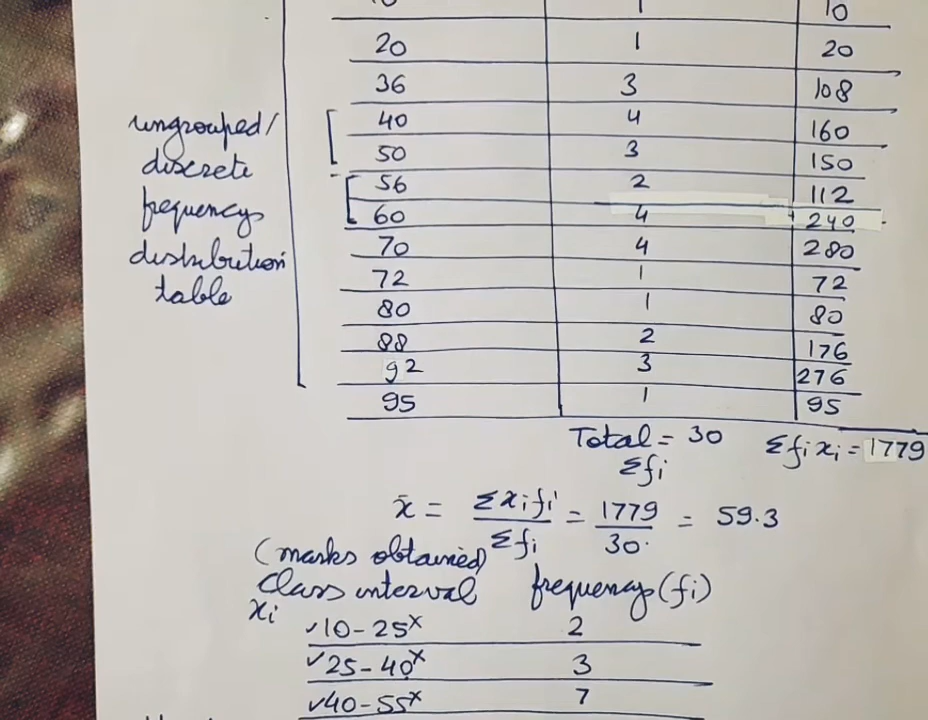 10 1 10
20 1 20
36 3 108
40 4 160
50 3 150
56 2 112
60 4 240
70 4 280
72 1 72
80 1 80
88 2 176
92 3 276
95 1 95
ungrouped/
discrete
frequency
distribution
table
Total = 30 Σfixi = 1779
Σfi
x̄ = Σxifi / Σfi = 1779 / 30 = 59.3
(marks obtained)
Class interval frequency (fi)
xi
✓10-25× 2
✓25-40× 3
✓40-55× 7